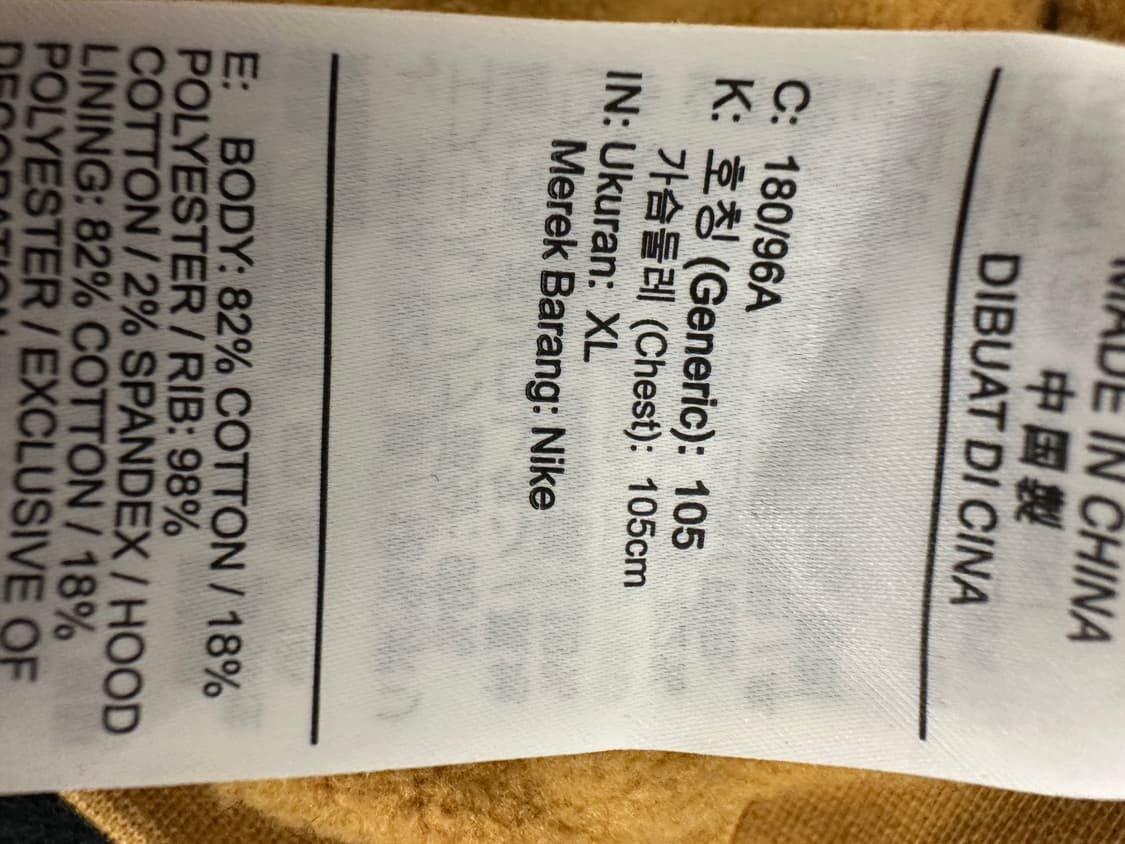 MADE IN CHINA
中國製
DIBUAT DI CINA
C: 180/96A
K: 호칭 (Generic): 105
가슴둘레 (Chest): 105cm
IN: Ukuran: XL
Merek Barang: Nike
E: BODY: 82% COTTON / 18%
POLYESTER / RIB: 98%
COTTON / 2% SPANDEX / HOOD
LINING: 82% COTTON / 18%
POLYESTER / EXCLUSIVE OF
DECORATION